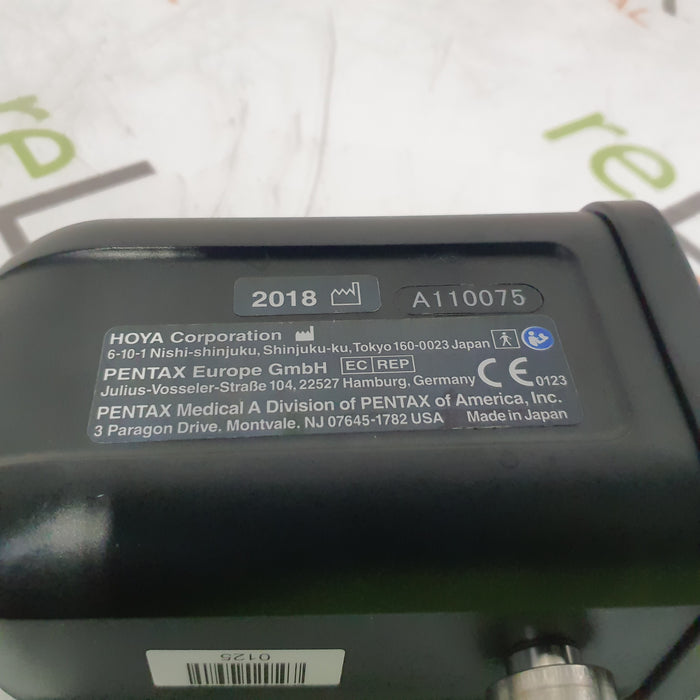 re
re
2018
A110075
HOYA Corporation
6-10-1 Nishi-shinjuku, Shinjuku-ku, Tokyo 160-0023 Japan
PENTAX Europe GmbH EC REP
Julius-Vosseler-Straße 104, 22527 Hamburg, Germany CE 0123
PENTAX Medical A Division of PENTAX of America, Inc.
3 Paragon Drive. Montvale. NJ 07645-1782 USA Made in Japan
0125